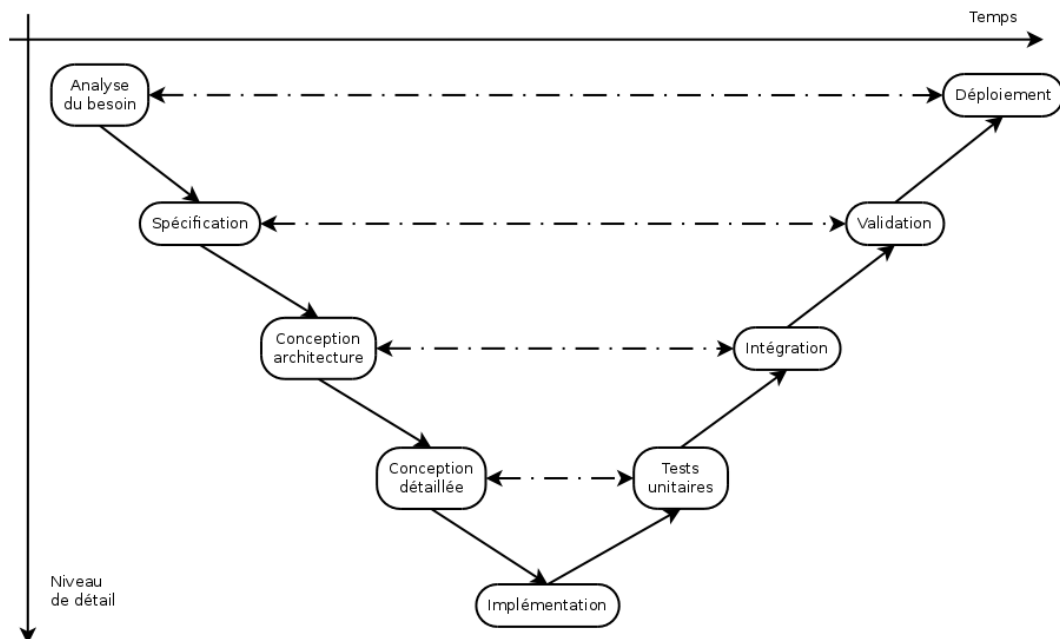 Temps
Analyse
du besoin
Déploiement
Spécification
Validation
Conception
architecture
Intégration
Conception
détaillée
Tests
unitaires
Niveau
de détail
Implémentation